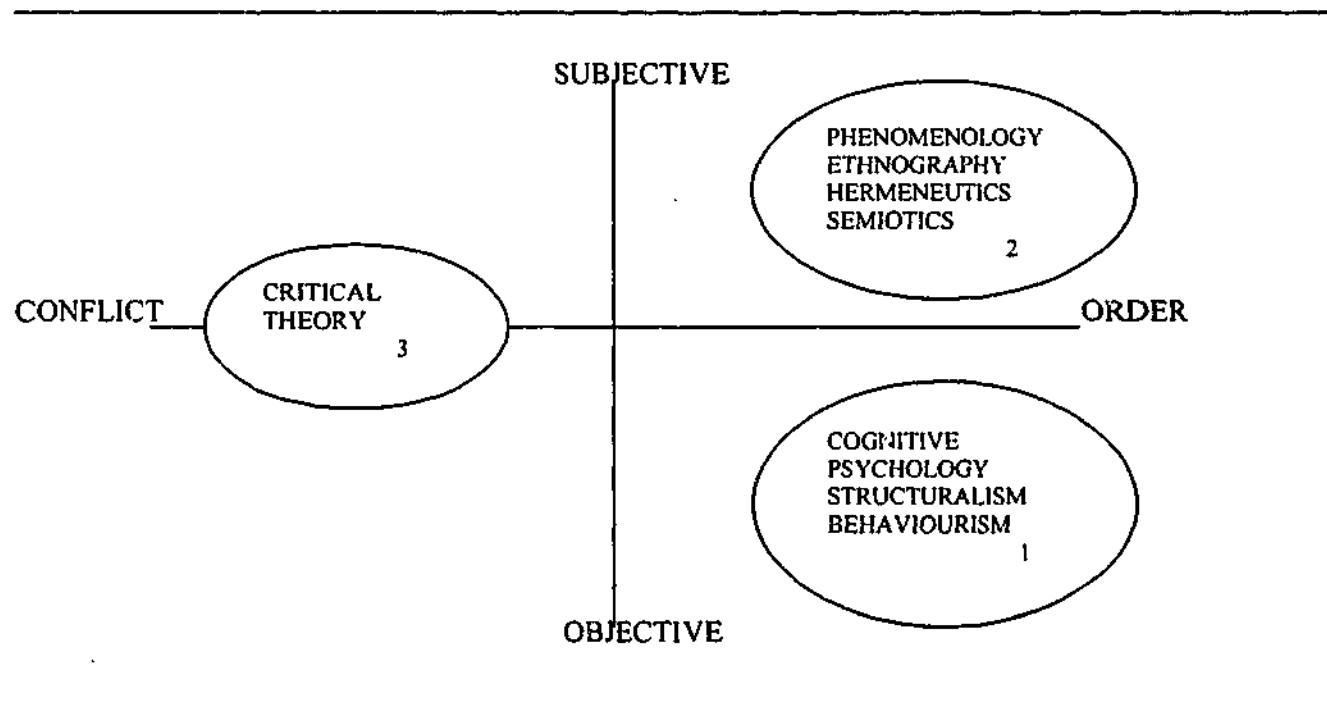 SUBJECTIVE
PHENOMENOLOGY
ETHNOGRAPHY
HERMENEUTICS
SEMIOTICS
2
CONFLICT
CRITICAL
THEORY
3
ORDER
COGNITIVE
PSYCHOLOGY
STRUCTURALISM
BEHAVIOURISM
1
OBJECTIVE